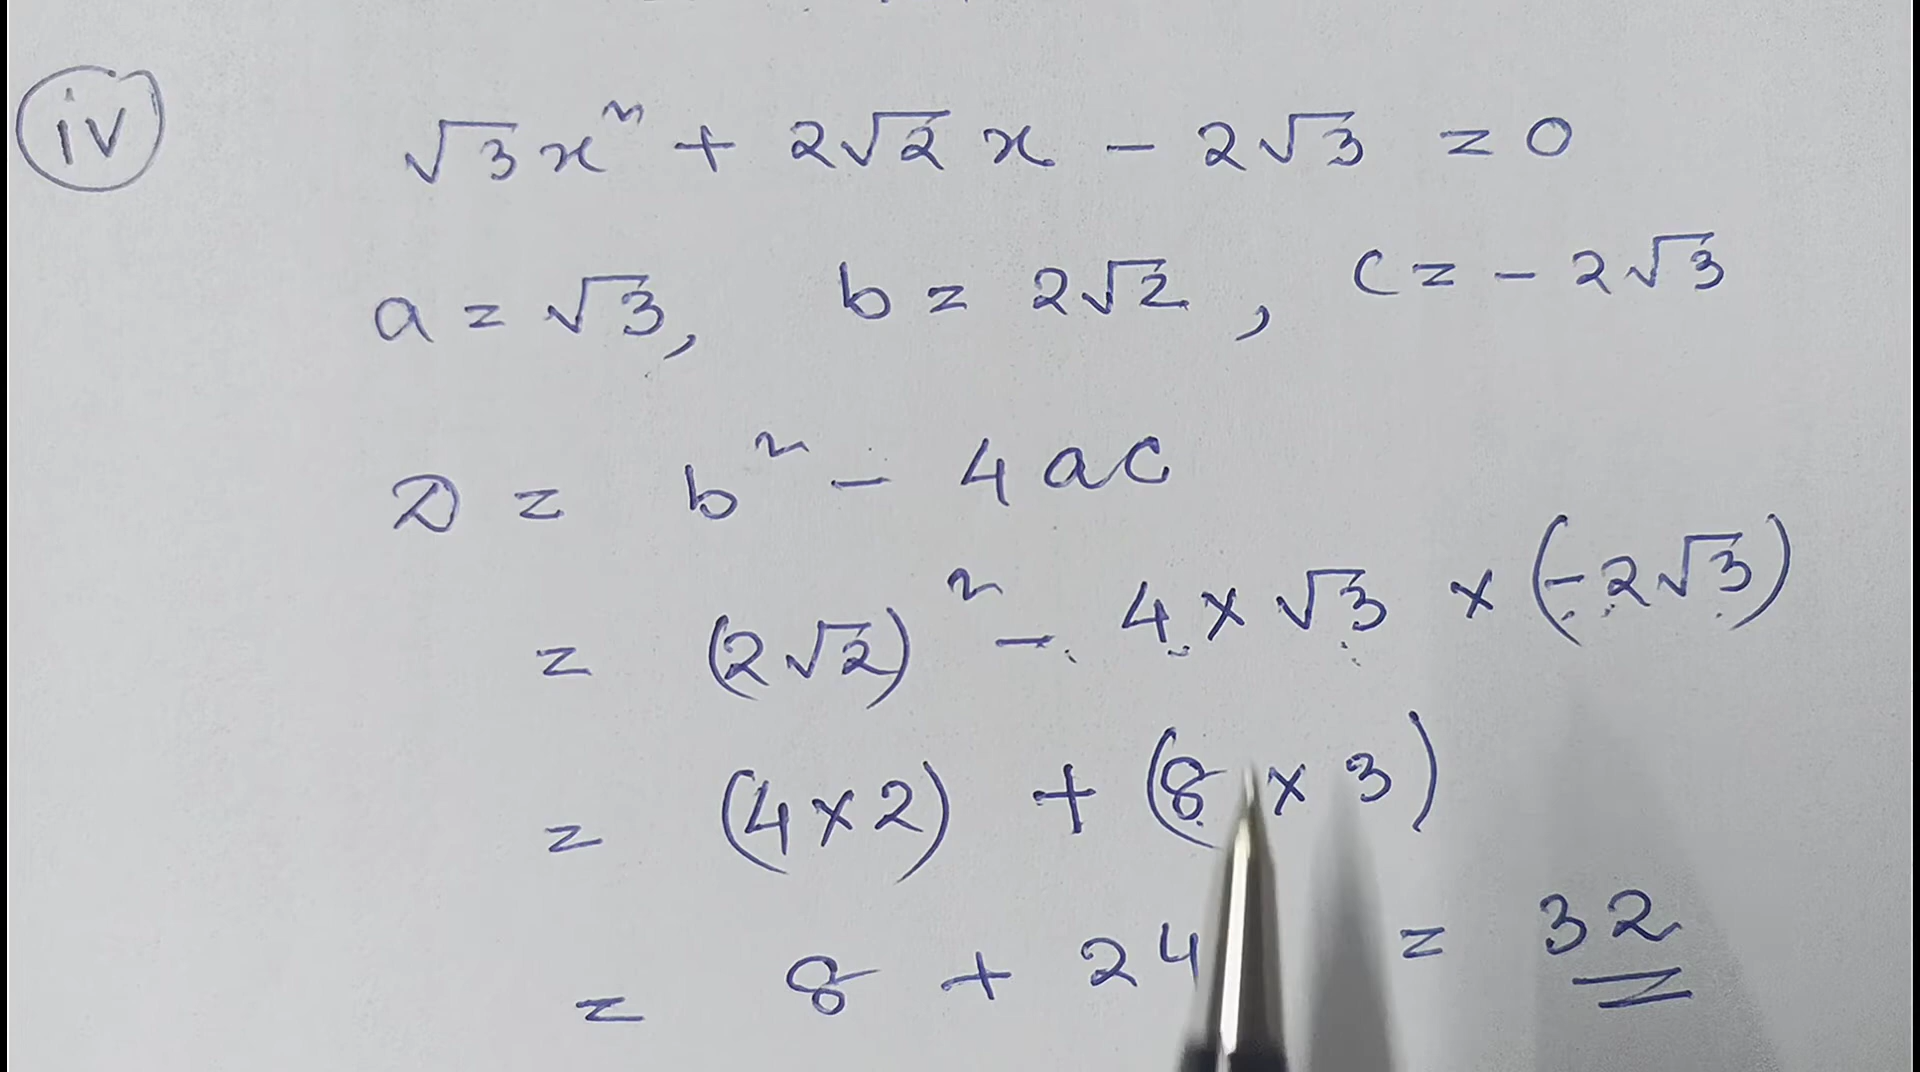 iv √3x² + 2√2 x - 2√3 = 0
a = √3, b = 2√2, c = - 2√3
D = b² - 4ac
= (2√2)² - 4 × √3 × (-2√3)
= (4 × 2) + (8 × 3)
= 8 + 24 = 32